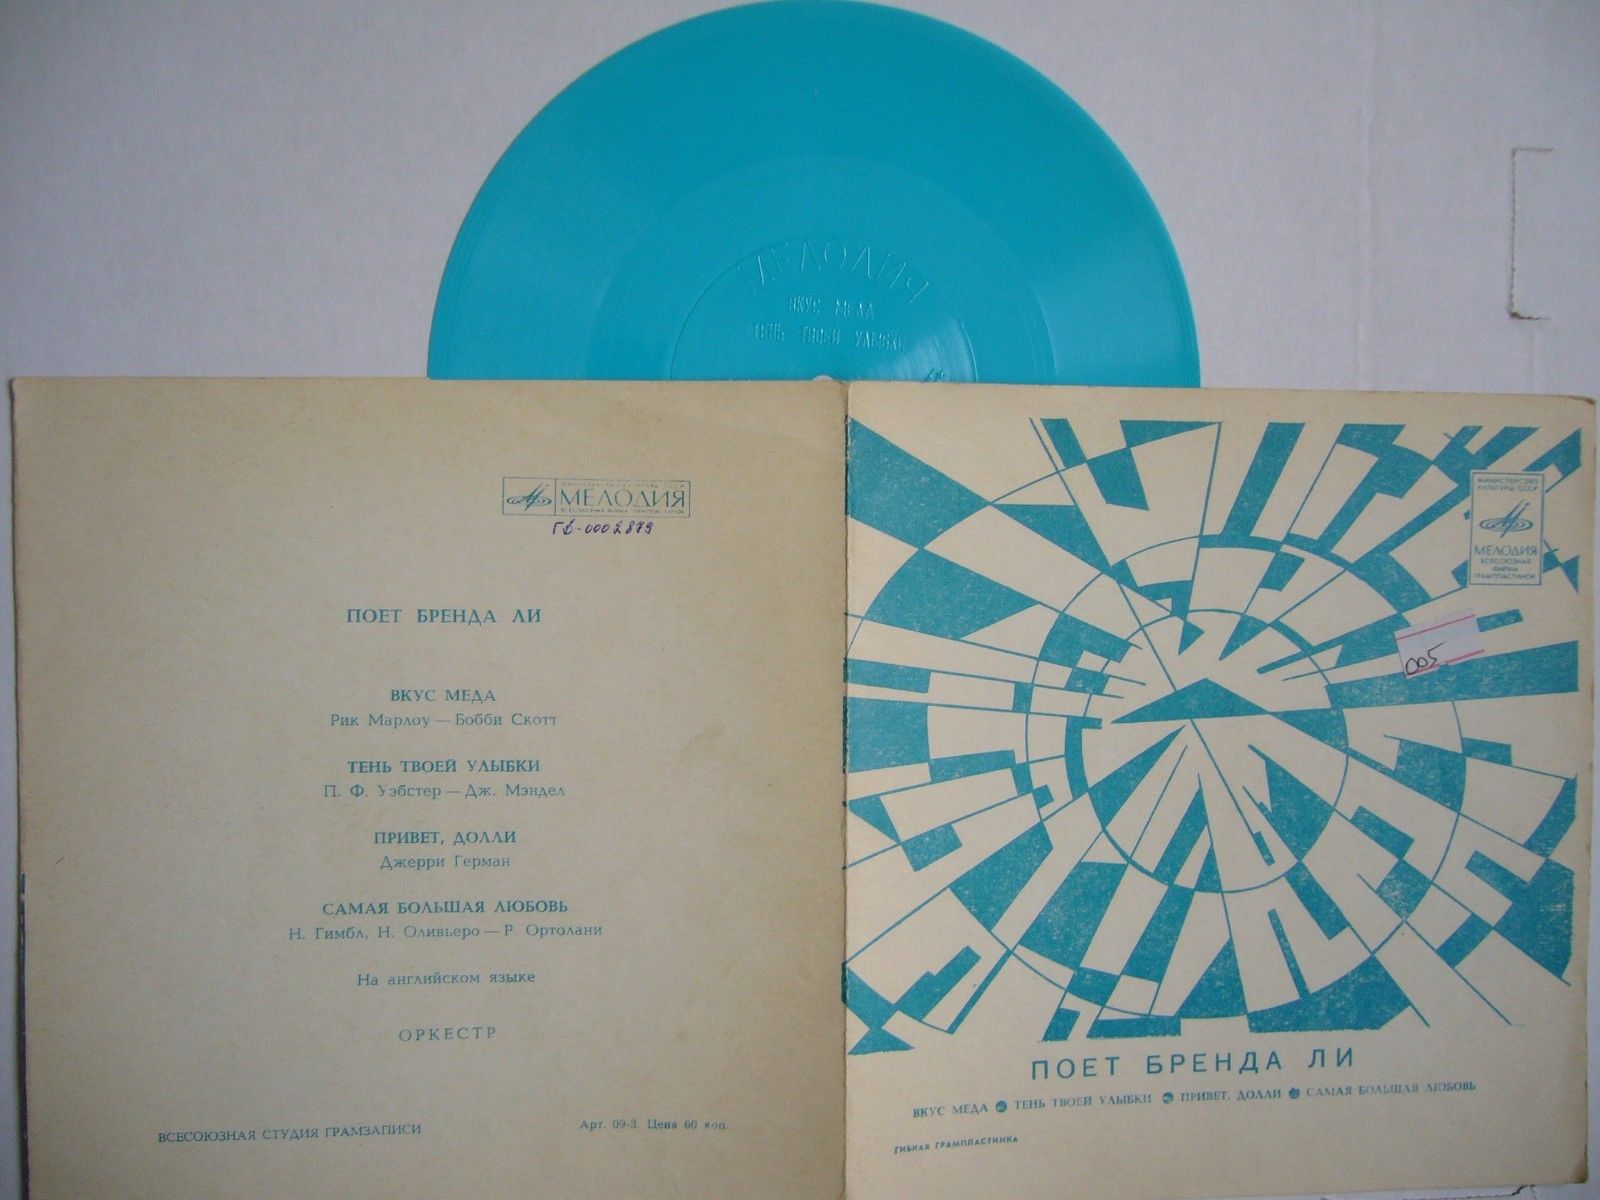 МЕЛОДИЯ
ВКУС МЕДА
ТЕНЬ ТВОЕЙ УЛЫБКИ
МЕЛОДИЯ
ГД-0002879
ПОЕТ БРЕНДА ЛИ
ВКУС МЕДА
Рик Марлоу — Бобби Скотт
ТЕНЬ ТВОЕЙ УЛЫБКИ
П. Ф. Уэбстер — Дж. Мэндел
ПРИВЕТ, ДОЛЛИ
Джерри Герман
САМАЯ БОЛЬШАЯ ЛЮБОВЬ
Н. Гимбл, Н. Оливьеро — Р. Ортолани
На английском языке
ОРКЕСТР
ВСЕСОЮЗНАЯ СТУДИЯ ГРАМЗАПИСИ
Арт. 09-3. Цена 60 коп.
МИНИСТЕРСТВО
КУЛЬТУРЫ СССР
МЕЛОДИЯ
ВСЕСОЮЗНАЯ
ФИРМА
ГРАМПЛАСТИНОК
005
ПОЕТ БРЕНДА ЛИ
ВКУС МЕДА ● ТЕНЬ ТВОЕЙ УЛЫБКИ ● ПРИВЕТ, ДОЛЛИ ● САМАЯ БОЛЬШАЯ ЛЮБОВЬ
ГИБКАЯ ГРАМПЛАСТИНКА